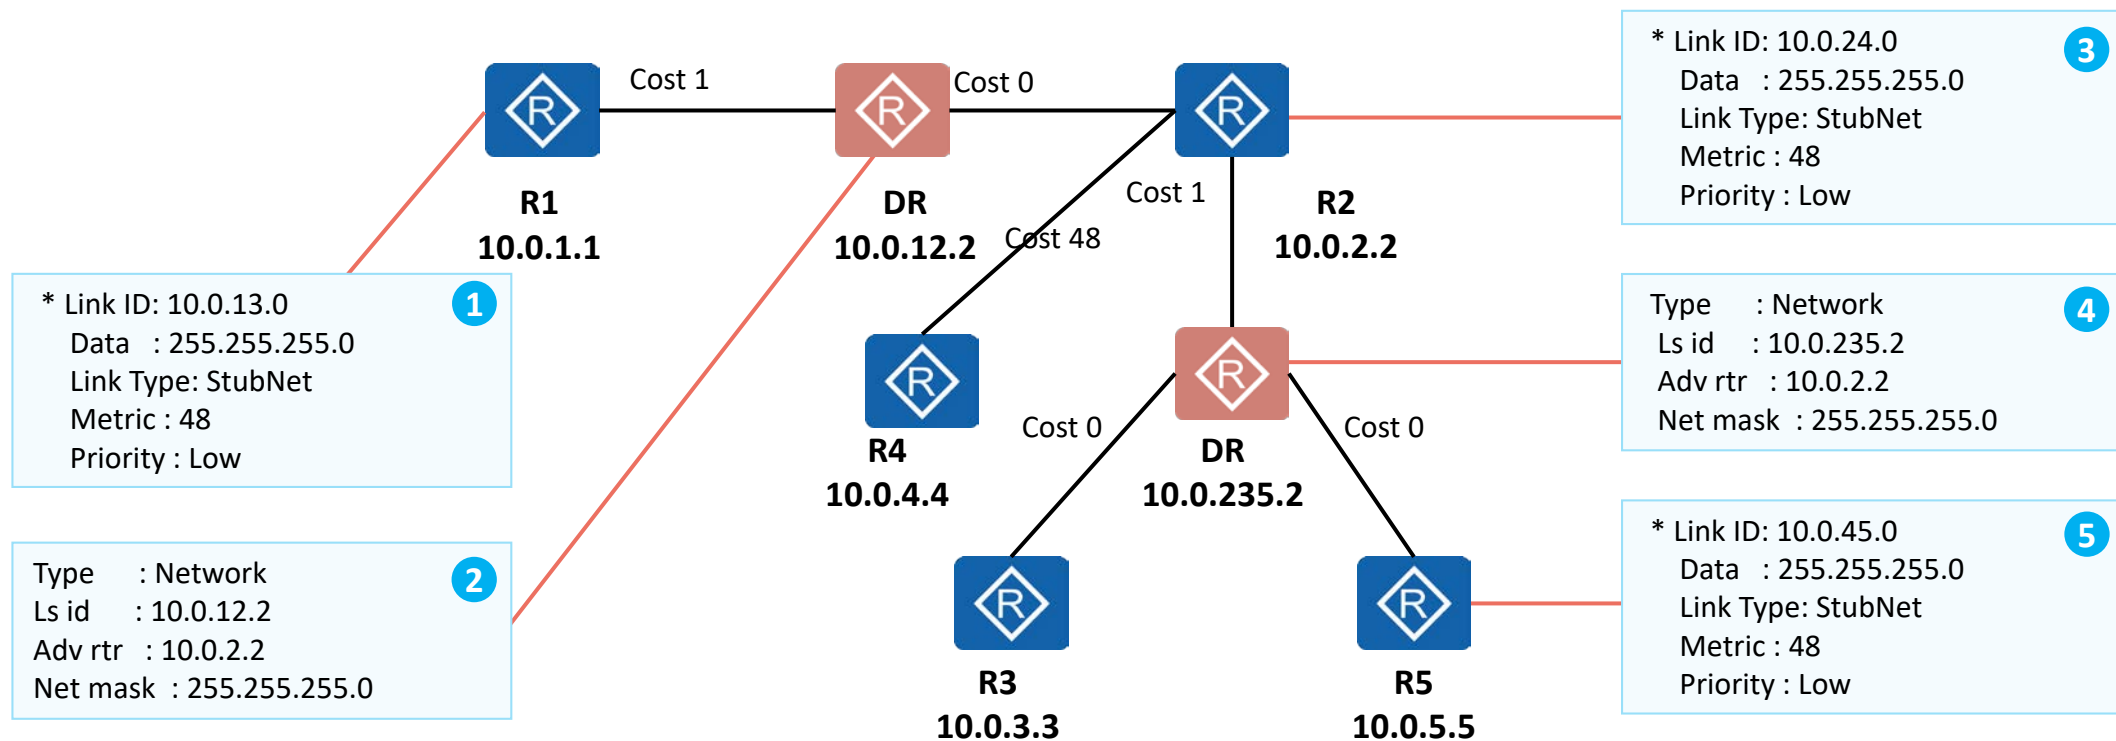 Cost 1
Cost 0
R1
10.0.1.1
DR
10.0.12.2
R2
10.0.2.2
Cost 1
Cost 48
R4
10.0.4.4
Cost 0
Cost 0
DR
10.0.235.2
R3
10.0.3.3
R5
10.0.5.5
* Link ID: 10.0.13.0
Data : 255.255.255.0
Link Type: StubNet
Metric : 48
Priority : Low
1
Type : Network
Ls id : 10.0.12.2
Adv rtr : 10.0.2.2
Net mask : 255.255.255.0
2
* Link ID: 10.0.24.0
Data : 255.255.255.0
Link Type: StubNet
Metric : 48
Priority : Low
3
Type : Network
Ls id : 10.0.235.2
Adv rtr : 10.0.2.2
Net mask : 255.255.255.0
4
* Link ID: 10.0.45.0
Data : 255.255.255.0
Link Type: StubNet
Metric : 48
Priority : Low
5
R
R
R
R
R
R
R